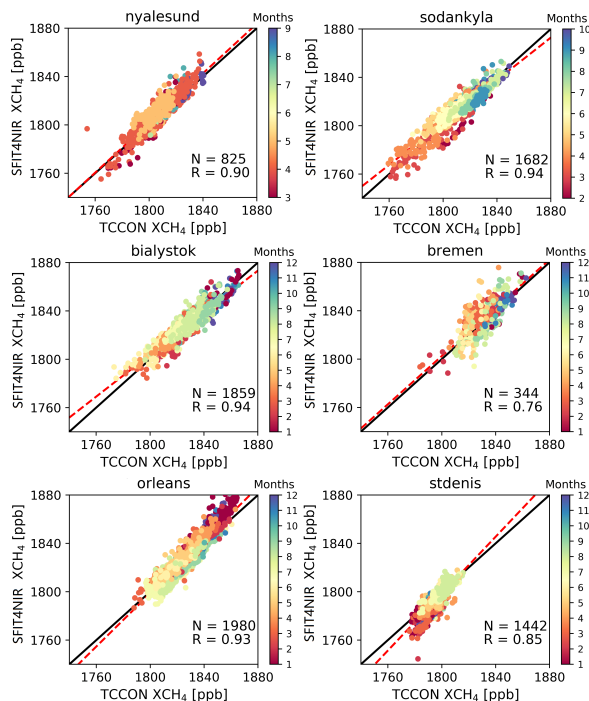 nyalesund
Months
SFIT4NIR XCH4 [ppb]
1880
1840
1800
1760
9
8
7
6
5
4
3
N = 825
R = 0.90
1760 1800 1840 1880
TCCON XCH4 [ppb]
sodankyla
Months
SFIT4NIR XCH4 [ppb]
1880
1840
1800
1760
10
9
8
7
6
5
4
3
2
N = 1682
R = 0.94
1760 1800 1840 1880
TCCON XCH4 [ppb]
bialystok
Months
SFIT4NIR XCH4 [ppb]
1880
1840
1800
1760
12
11
10
9
8
7
6
5
4
3
2
1
N = 1859
R = 0.94
1760 1800 1840 1880
TCCON XCH4 [ppb]
bremen
Months
SFIT4NIR XCH4 [ppb]
1880
1840
1800
1760
12
11
10
9
8
7
6
5
4
3
2
1
N = 344
R = 0.76
1760 1800 1840 1880
TCCON XCH4 [ppb]
orleans
Months
SFIT4NIR XCH4 [ppb]
1880
1840
1800
1760
12
11
10
9
8
7
6
5
4
3
2
1
N = 1980
R = 0.93
1760 1800 1840 1880
TCCON XCH4 [ppb]
stdenis
Months
SFIT4NIR XCH4 [ppb]
1880
1840
1800
1760
12
11
10
9
8
7
6
5
4
3
2
1
N = 1442
R = 0.85
1760 1800 1840 1880
TCCON XCH4 [ppb]